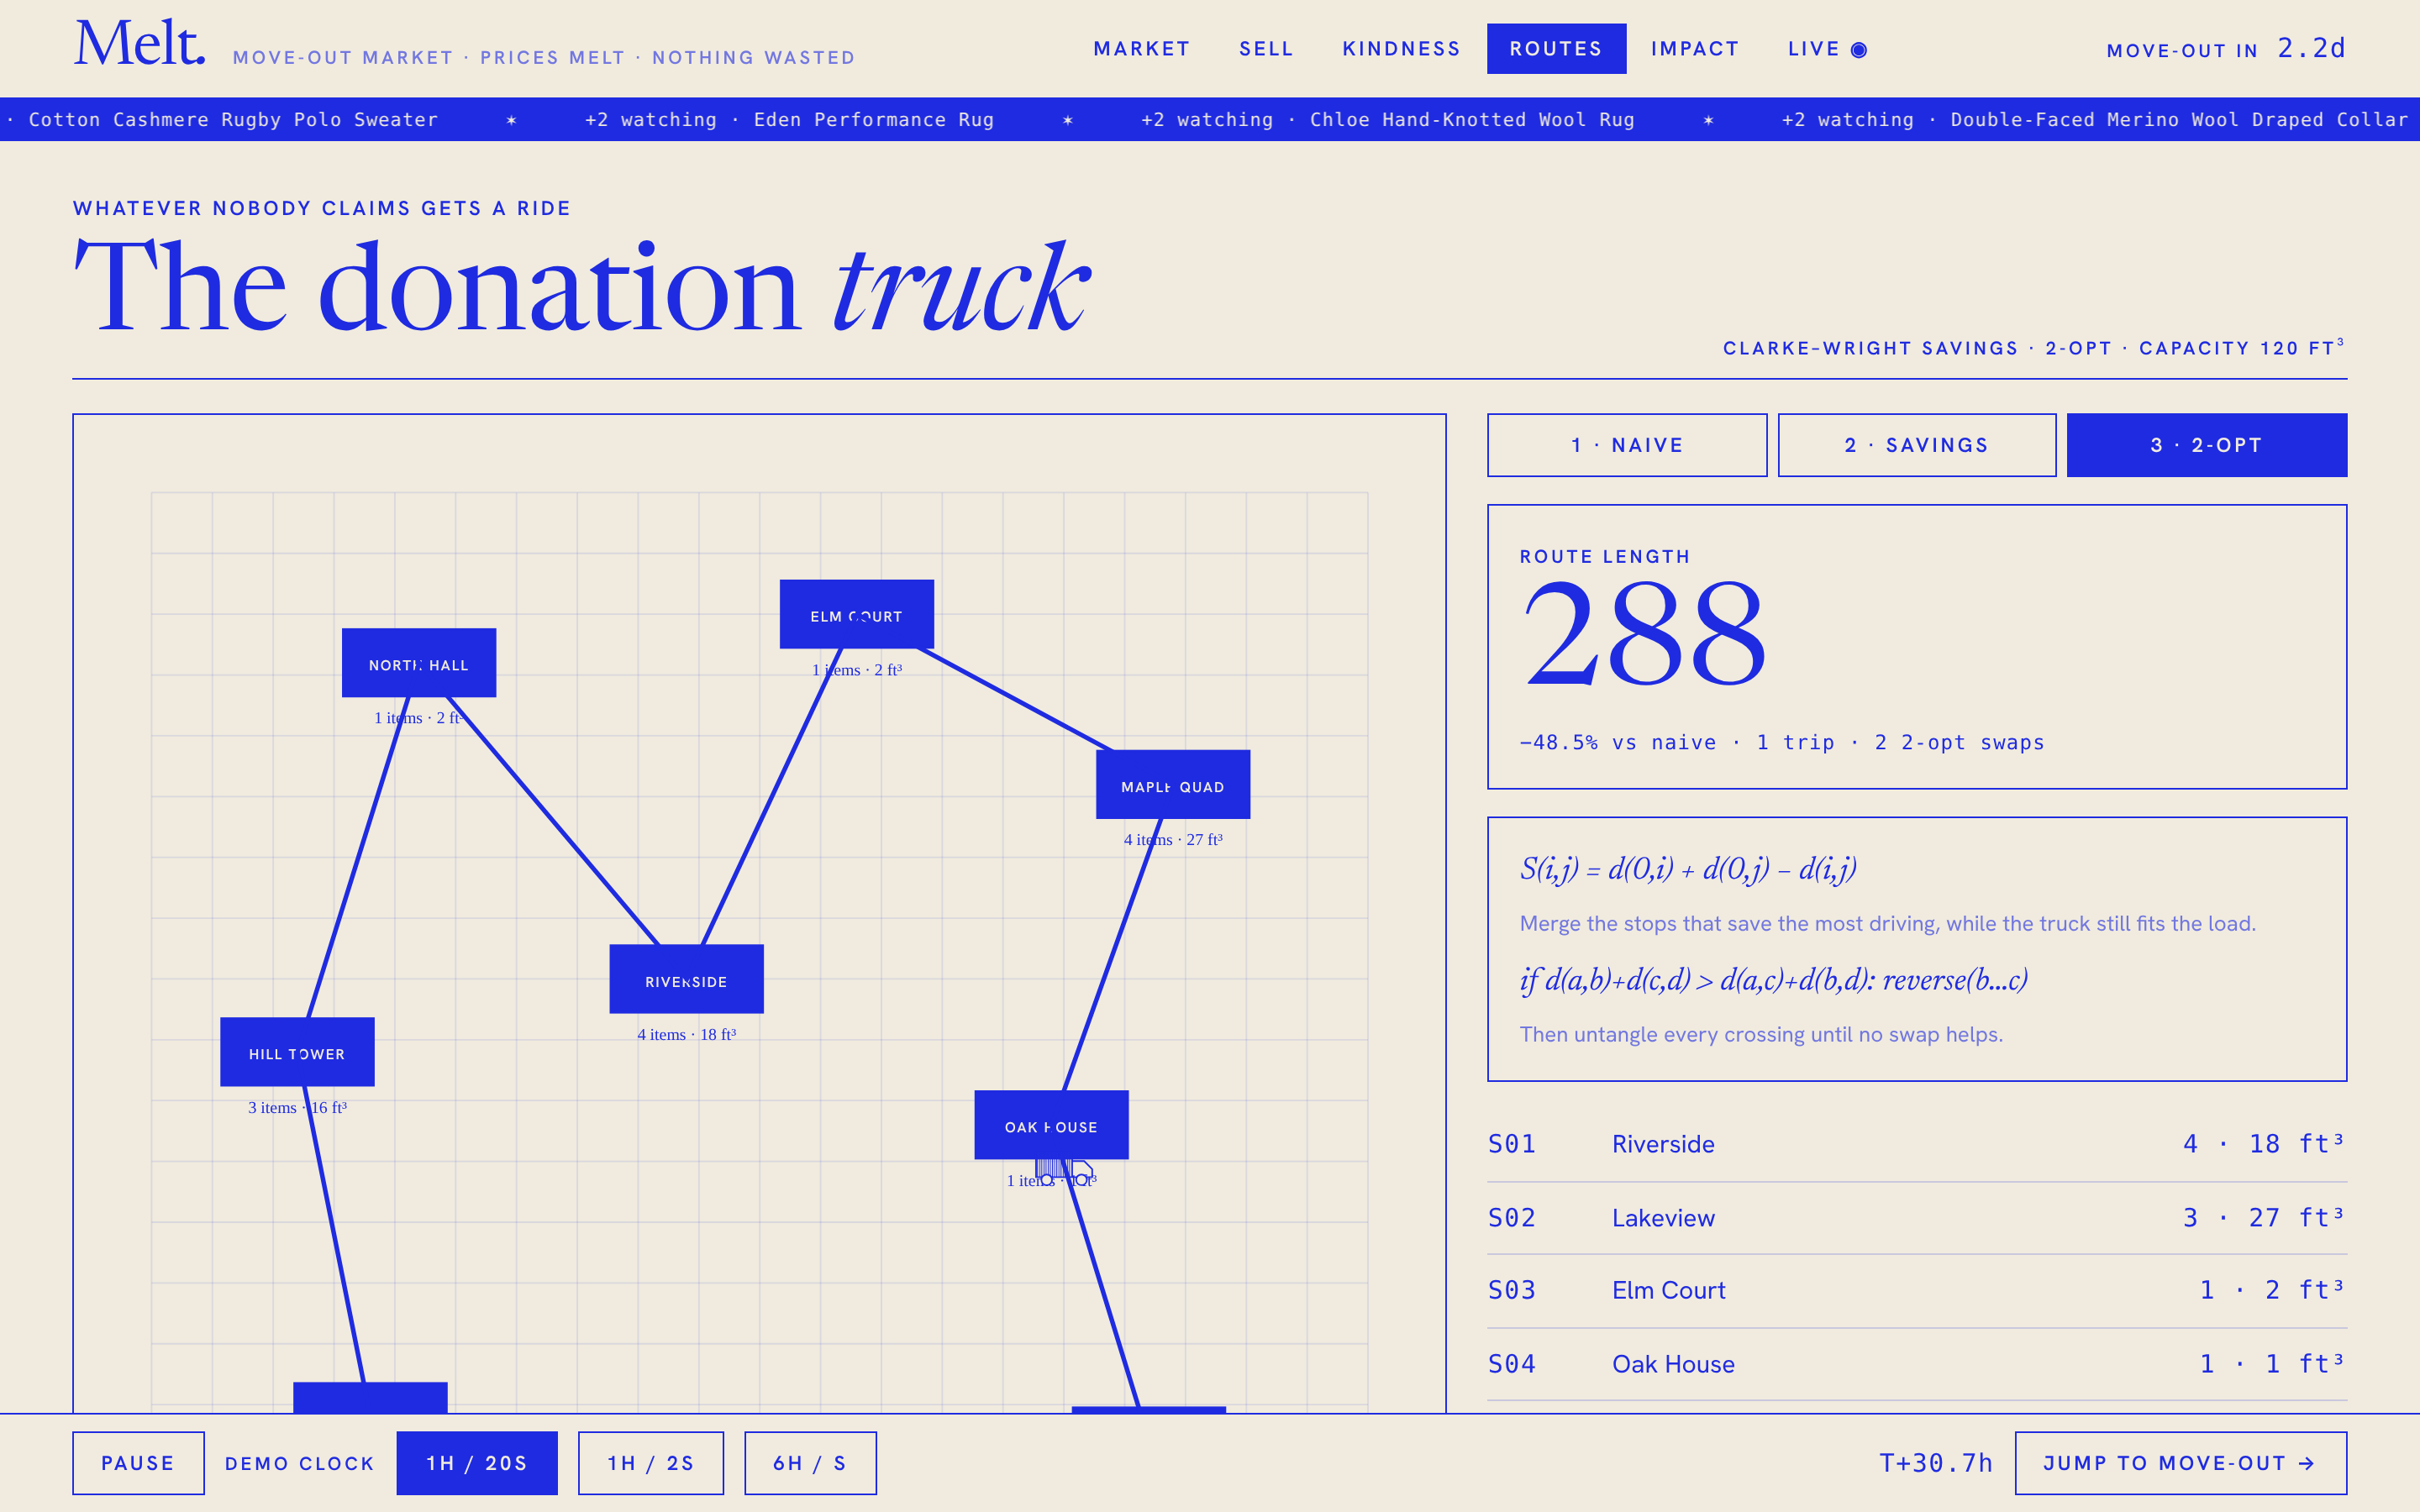 Melt. MOVE-OUT MARKET · PRICES MELT · NOTHING WASTED
MARKET SELL KINDNESS ROUTES IMPACT LIVE ◉
MOVE-OUT IN 2.2d
· Cotton Cashmere Rugby Polo Sweater ✶ +2 watching · Eden Performance Rug ✶ +2 watching · Chloe Hand-Knotted Wool Rug ✶ +2 watching · Double-Faced Merino Wool Draped Collar
WHATEVER NOBODY CLAIMS GETS A RIDE
The donation truck
CLARKE–WRIGHT SAVINGS · 2-OPT · CAPACITY 120 FT³
ELM COURT
1 items · 2 ft³
NORTH HALL
1 items · 2 ft³
MAPLE QUAD
4 items · 27 ft³
RIVERSIDE
4 items · 18 ft³
HILL TOWER
3 items · 16 ft³
OAK HOUSE
1 items · 1 ft³
1 · NAIVE
2 · SAVINGS
3 · 2-OPT
ROUTE LENGTH
288
−48.5% vs naive · 1 trip · 2 2-opt swaps
S(i,j) = d(0,i) + d(0,j) − d(i,j)
Merge the stops that save the most driving, while the truck still fits the load.
if d(a,b)+d(c,d) > d(a,c)+d(b,d): reverse(b…c)
Then untangle every crossing until no swap helps.
S01 Riverside 4 · 18 ft³
S02 Lakeview 3 · 27 ft³
S03 Elm Court 1 · 2 ft³
S04 Oak House 1 · 1 ft³
PAUSE DEMO CLOCK 1H / 20S 1H / 2S 6H / S
T+30.7h JUMP TO MOVE-OUT →